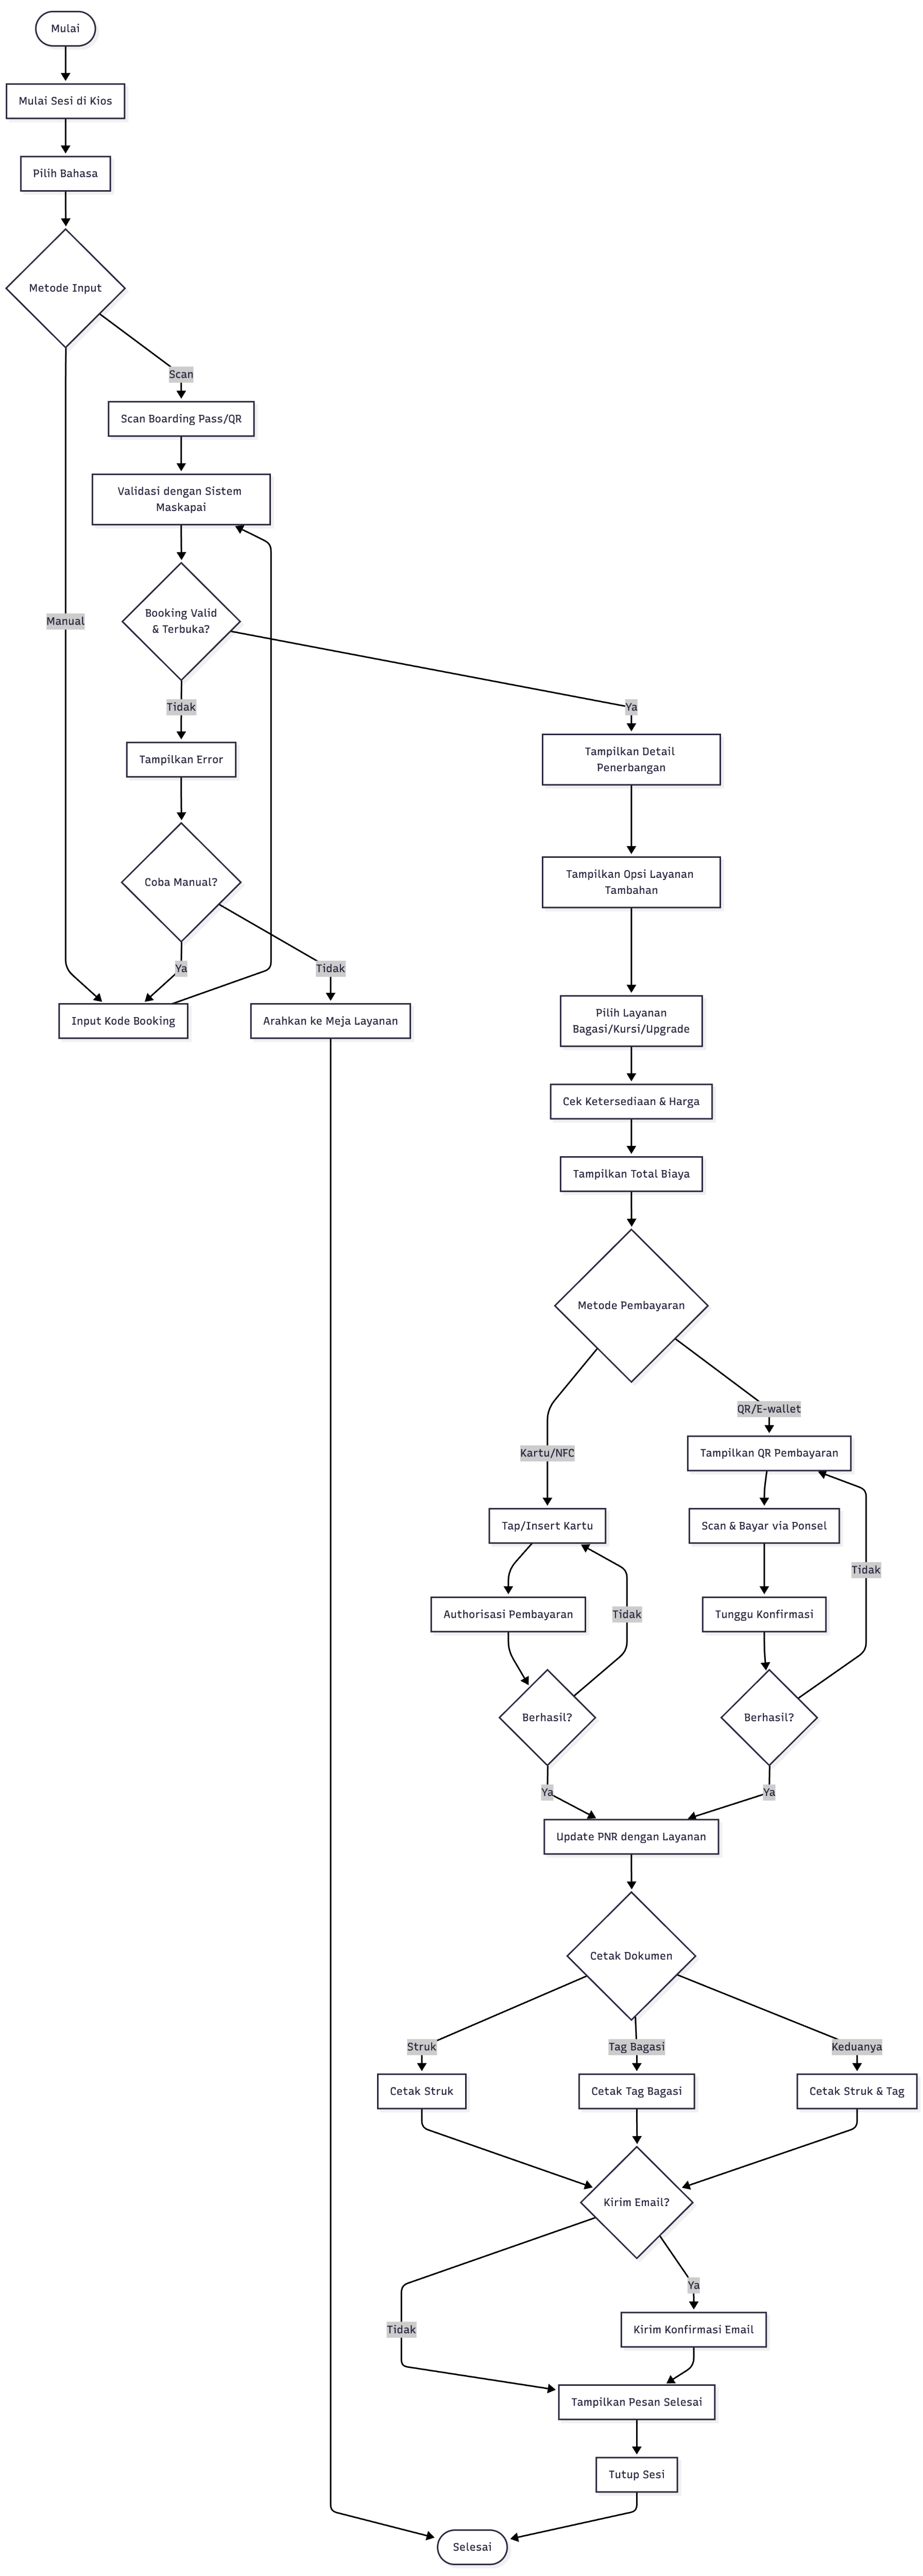 Mulai
Mulai Sesi di Kios
Pilih Bahasa
Metode Input
Scan
Scan Boarding Pass/QR
Validasi dengan Sistem
Maskapai
Manual
Booking Valid
& Terbuka?
Tidak
Ya
Tampilkan Error
Tampilkan Detail
Penerbangan
Coba Manual?
Tampilkan Opsi Layanan
Tambahan
Ya
Tidak
Input Kode Booking
Arahkan ke Meja Layanan
Pilih Layanan
Bagasi/Kursi/Upgrade
Cek Ketersediaan & Harga
Tampilkan Total Biaya
Metode Pembayaran
QR/E-wallet
Kartu/NFC
Tampilkan QR Pembayaran
Tap/Insert Kartu
Scan & Bayar via Ponsel
Tidak
Authorisasi Pembayaran
Tidak
Tunggu Konfirmasi
Berhasil?
Berhasil?
Ya
Ya
Update PNR dengan Layanan
Cetak Dokumen
Struk
Tag Bagasi
Keduanya
Cetak Struk
Cetak Tag Bagasi
Cetak Struk & Tag
Kirim Email?
Ya
Tidak
Kirim Konfirmasi Email
Tampilkan Pesan Selesai
Tutup Sesi
Selesai